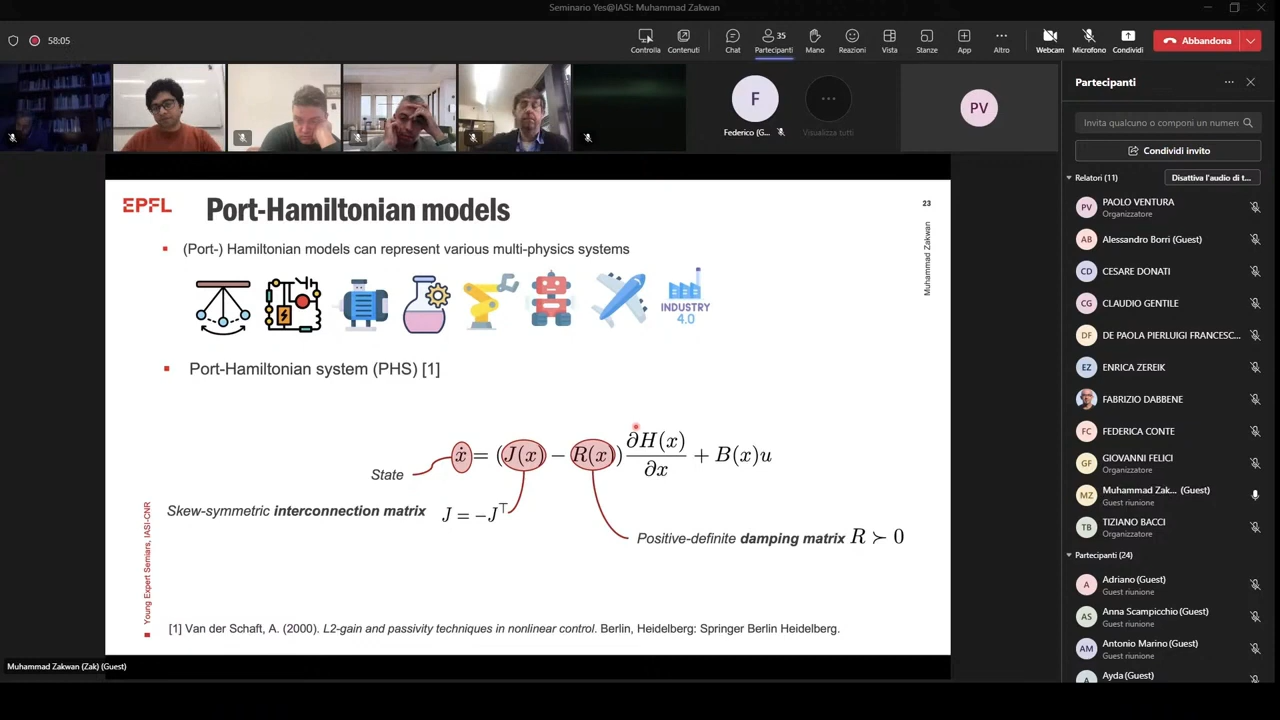 Seminario Yes@IASI: Muhammad Zakwan
58:05
Controlla
Contenuti
Chat
35
Partecipanti
Mano
Reazioni
Vista
Stanze
App
Altro
Webcam
Microfono
Condividi
Abbandona
F
Federico (G...
Visualizza tutti
PV
Partecipanti
Invita qualcuno o componi un numero
Condividi invito
Relatori (11)
Disattiva l'audio di t...
PV
PAOLO VENTURA
Organizzatore
AB
Alessandro Borri (Guest)
CD
CESARE DONATI
CG
CLAUDIO GENTILE
DF
DE PAOLA PIERLUIGI FRANCESC...
EZ
ENRICA ZEREIK
FABRIZIO DABBENE
FC
FEDERICA CONTE
GF
GIOVANNI FELICI
Organizzatore
MZ
Muhammad Zak... (Guest)
Guest riunione
TB
TIZIANO BACCI
Organizzatore
Partecipanti (24)
Adriano (Guest)
Guest riunione
AS
Anna Scampicchio (Guest)
Guest riunione
AM
Antonio Marino (Guest)
Guest riunione
Ayda (Guest)
EPFL
Port-Hamiltonian models
23
Muhammad Zakwan
▪ (Port-) Hamiltonian models can represent various multi-physics systems
INDUSTRY
4.0
▪ Port-Hamiltonian system (PHS) [1]
ẋ = (J(x) − R(x)) ∂H(x)/∂x + B(x)u
State
Skew-symmetric interconnection matrix J = −J⊤
Positive-definite damping matrix R ≻ 0
Young Expert Semiars, IASI-CNR
[1] Van der Schaft, A. (2000). L2-gain and passivity techniques in nonlinear control. Berlin, Heidelberg: Springer Berlin Heidelberg.
Muhammad Zakwan (Zak) (Guest)